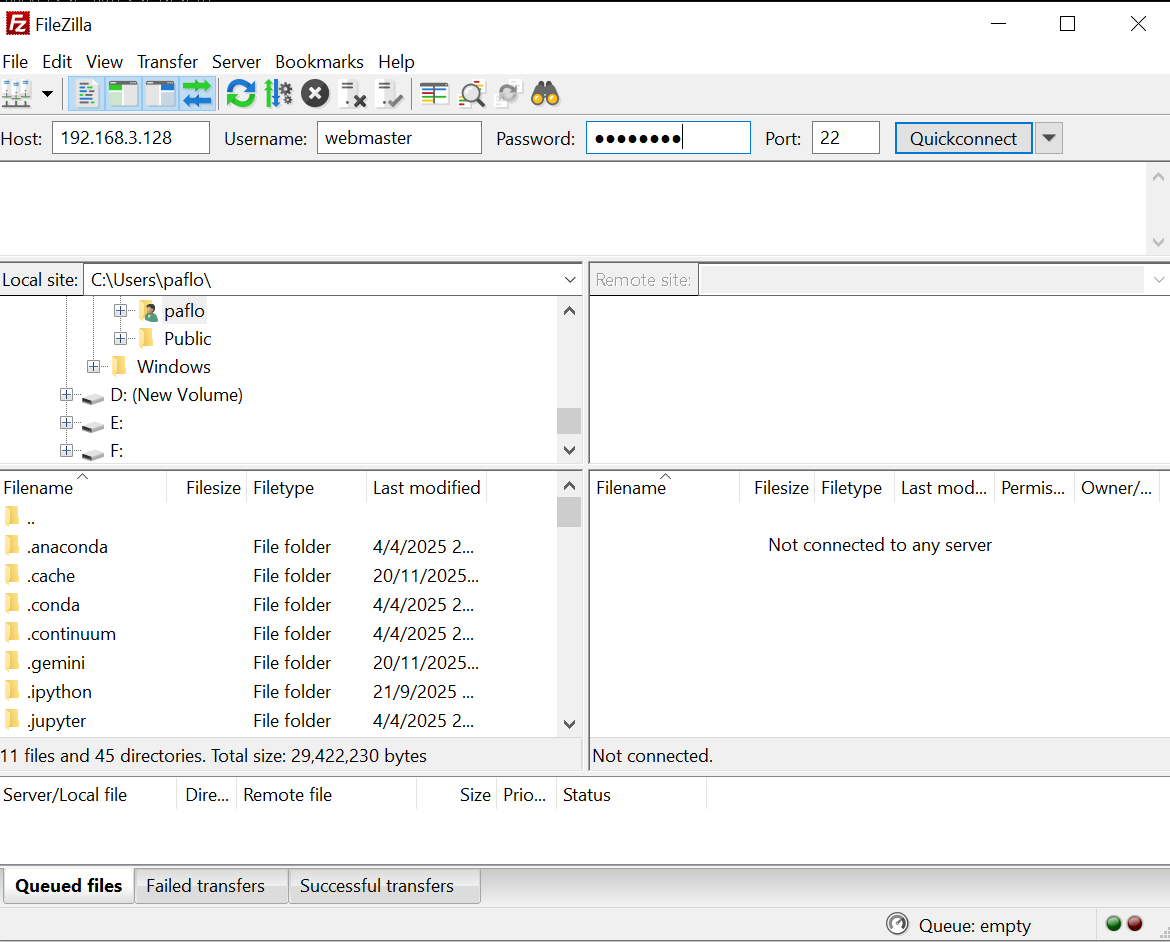 FileZilla
File Edit View Transfer Server Bookmarks Help
Host: 192.168.3.128 Username: webmaster Password: ●●●●●●●● Port: 22 Quickconnect
Local site: C:\Users\paflo\ Remote site:
paflo
Public
Windows
D: (New Volume)
E:
F:
Filename Filesize Filetype Last modified
..
.anaconda File folder 4/4/2025 2...
.cache File folder 20/11/2025...
.conda File folder 4/4/2025 2...
.continuum File folder 4/4/2025 2...
.gemini File folder 20/11/2025...
.ipython File folder 21/9/2025 ...
.jupyter File folder 4/4/2025 2...
11 files and 45 directories. Total size: 29,422,230 bytes
Filename Filesize Filetype Last mod... Permis... Owner/...
Not connected to any server
Not connected.
Server/Local file Dire... Remote file Size Prio... Status
Queued files Failed transfers Successful transfers
Queue: empty